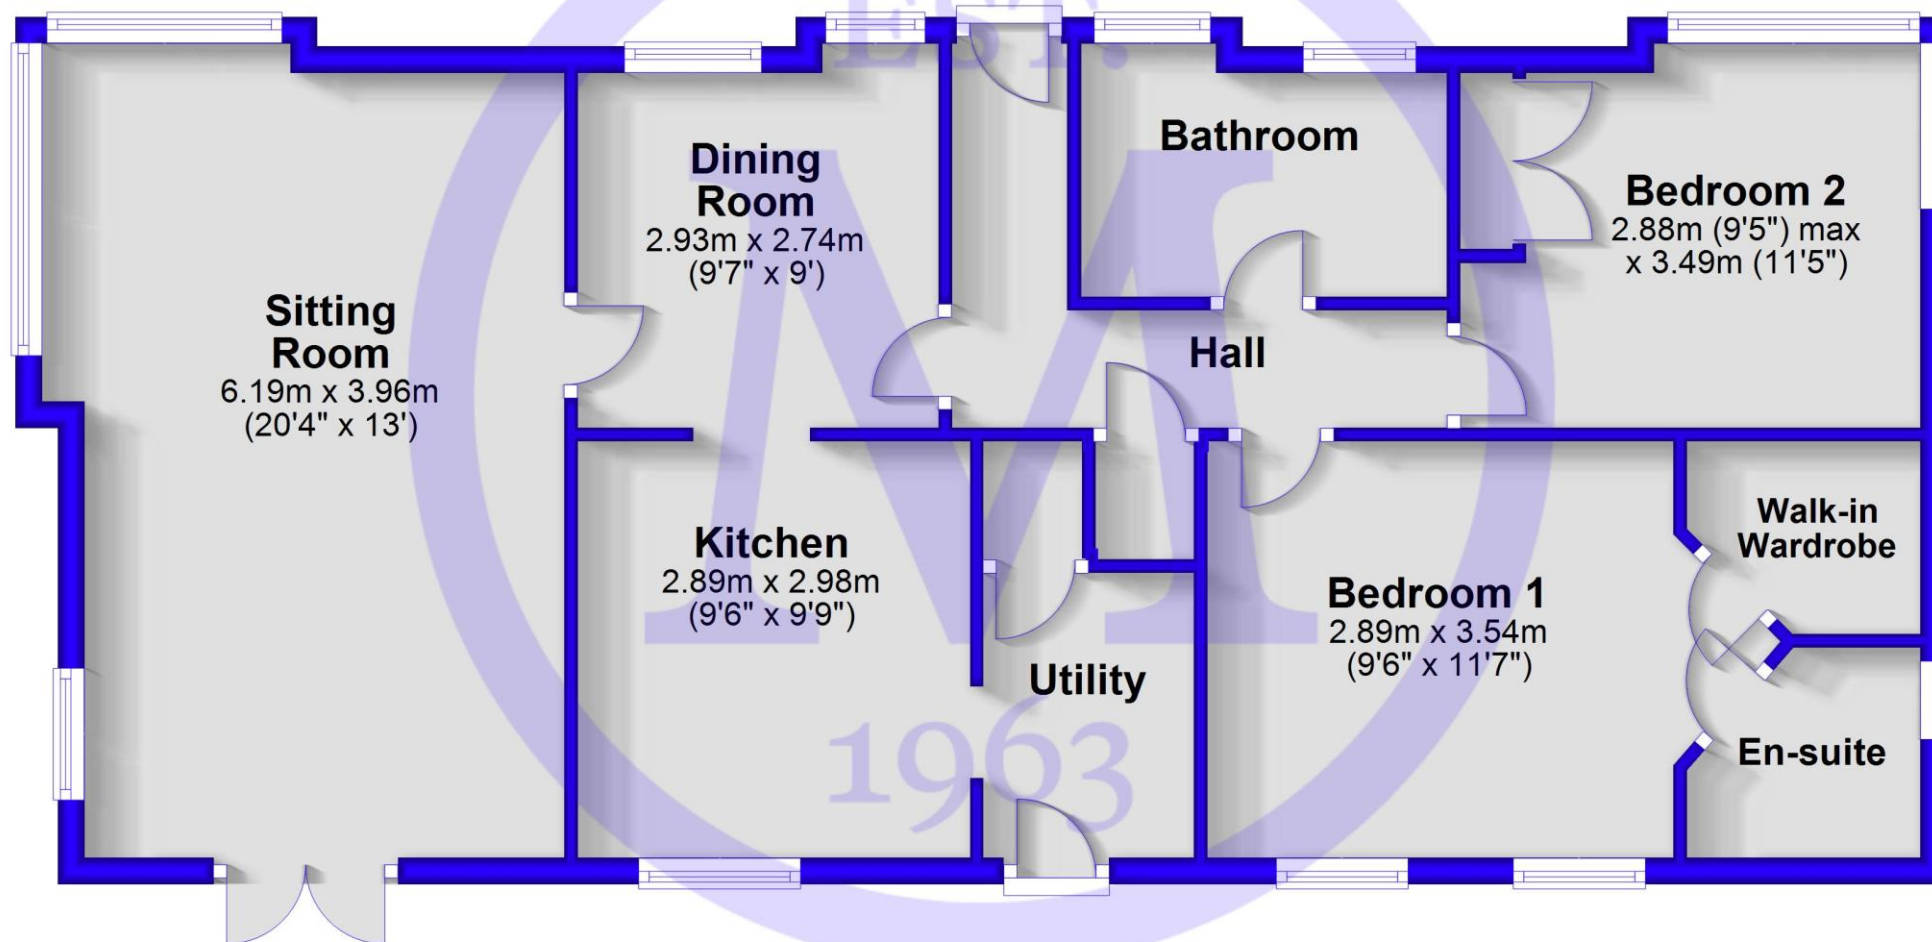 EST.
Sitting
Room
6.19m x 3.96m
(20'4" x 13')
Dining
Room
2.93m x 2.74m
(9'7" x 9')
Bathroom
Bedroom 2
2.88m (9'5") max
x 3.49m (11'5")
Hall
M
Kitchen
2.89m x 2.98m
(9'6" x 9'9")
Utility
Bedroom 1
2.89m x 3.54m
(9'6" x 11'7")
Walk-in
Wardrobe
En-suite
1963